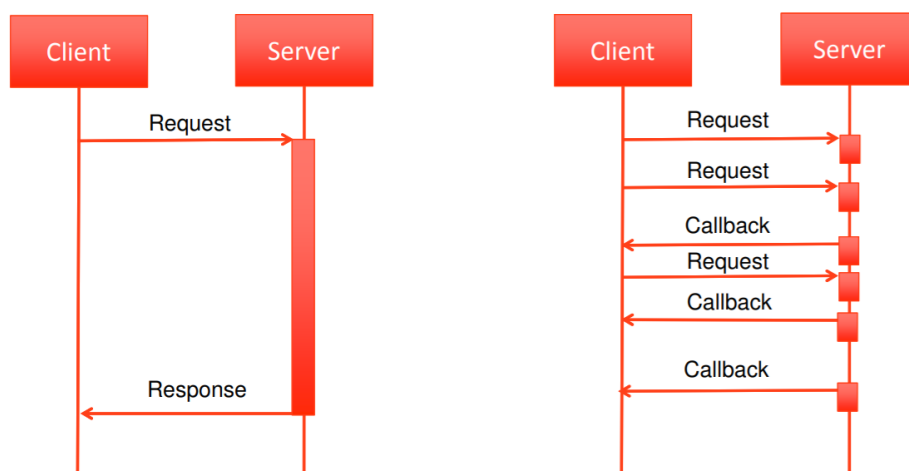 Client
Server
Request
Response
Client
Server
Request
Request
Callback
Request
Callback
Callback